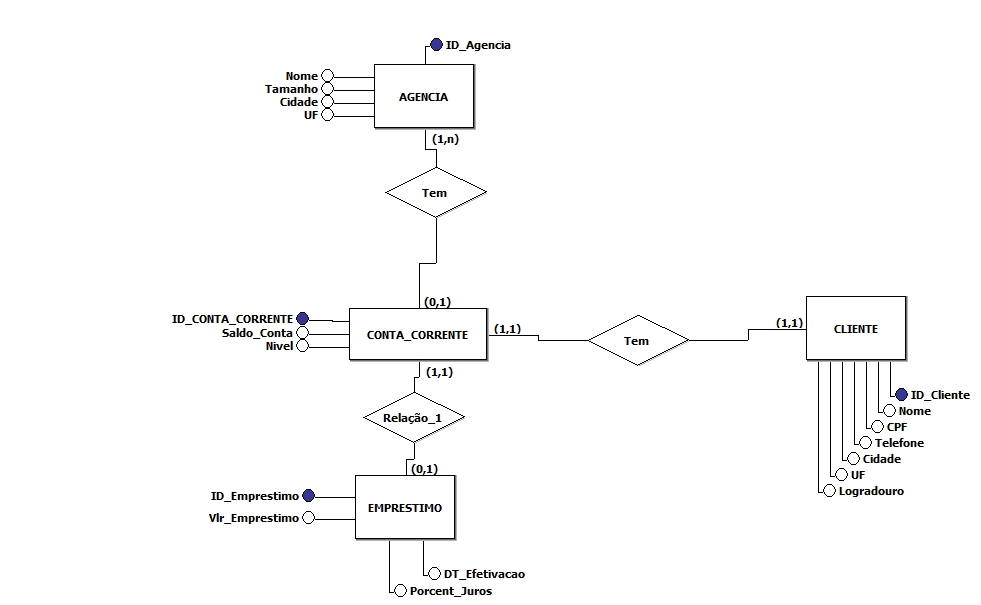 ID_Agencia
Nome
Tamanho
Cidade
UF
AGENCIA
(1,n)
Tem
(0,1)
ID_CONTA_CORRENTE
Saldo_Conta
Nivel
CONTA_CORRENTE
(1,1)
Tem
(1,1)
CLIENTE
ID_Cliente
Nome
CPF
Telefone
Cidade
UF
Logradouro
(1,1)
Relação_1
(0,1)
ID_Emprestimo
Vlr_Emprestimo
EMPRESTIMO
DT_Efetivacao
Porcent_Juros